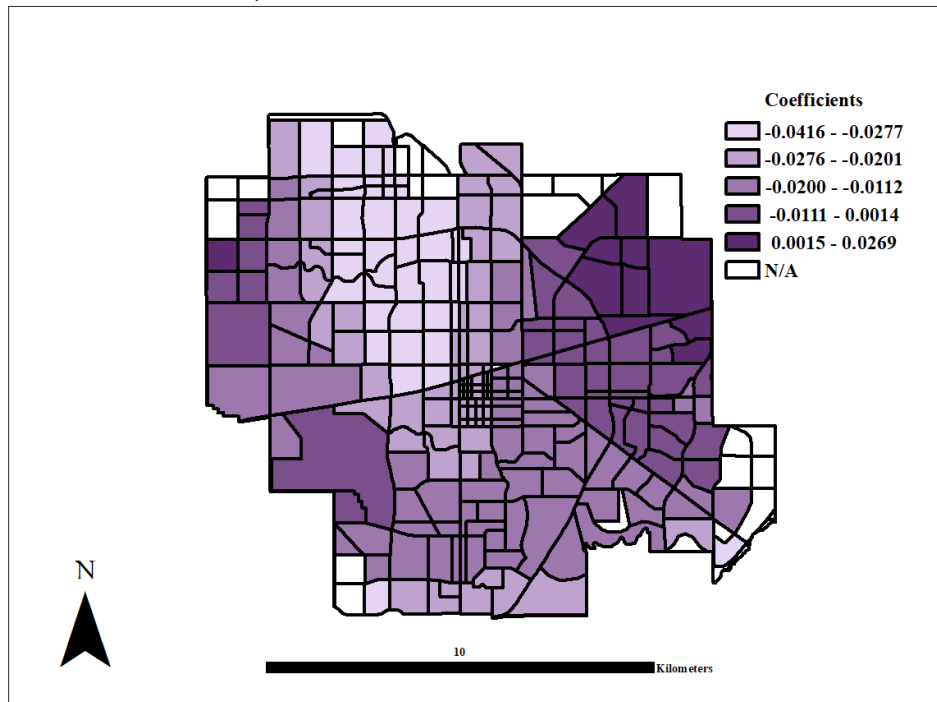 Coefficients
-0.0416 - -0.0277
-0.0276 - -0.0201
-0.0200 - -0.0112
-0.0111 - 0.0014
0.0015 - 0.0269
N/A
N
10
Kilometers